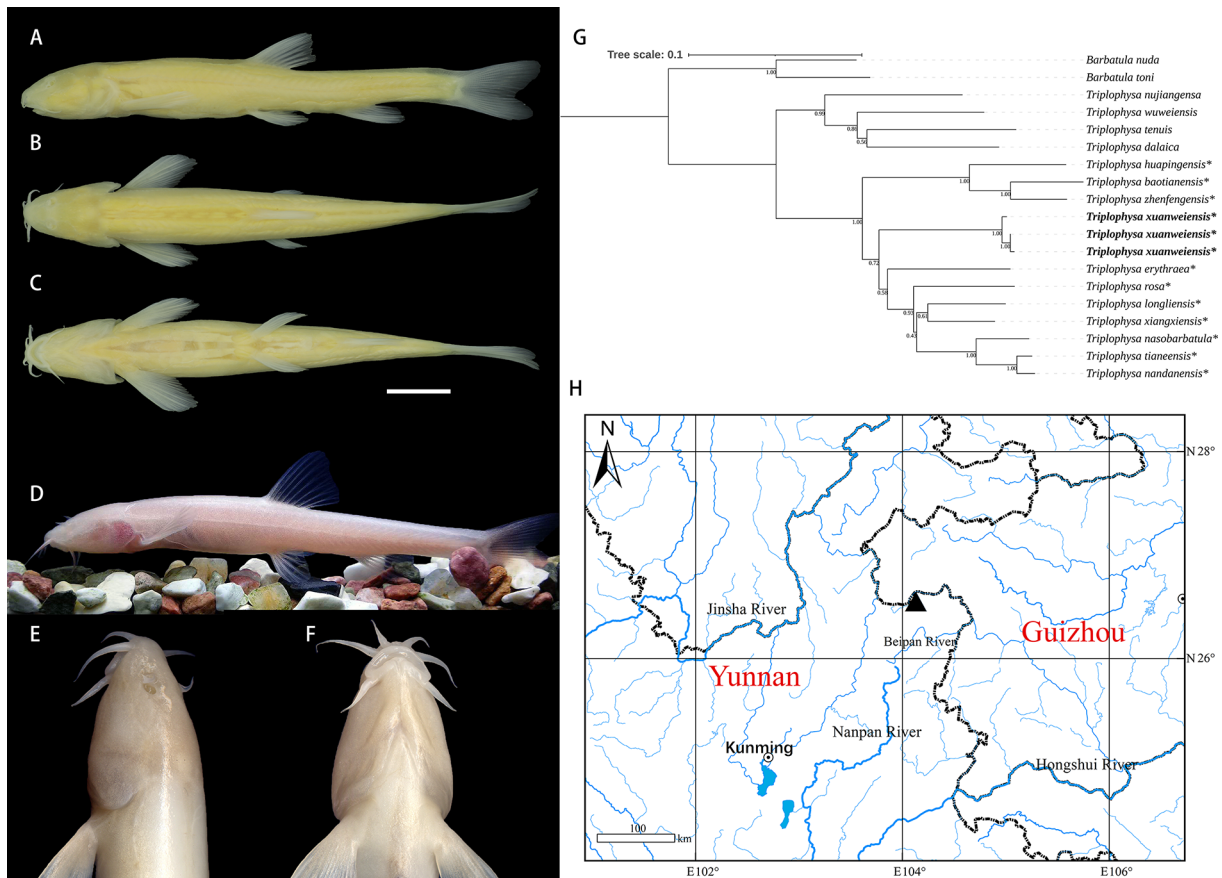 A
B
C
D
E
F
G
Tree scale: 0.1
Barbatula nuda
1.00
Barbatula toni
Triplophysa nujiangensa
0.99
Triplophysa wuweiensis
0.88
Triplophysa tenuis
0.50
Triplophysa dalaica
Triplophysa huapingensis*
1.00
Triplophysa baotianensis*
1.00
Triplophysa zhenfengensis*
1.00
Triplophysa xuanweiensis*
1.00
Triplophysa xuanweiensis*
1.00
Triplophysa xuanweiensis*
0.72
Triplophysa erythraea*
0.58
Triplophysa rosa*
0.93
Triplophysa longliensis*
0.61
Triplophysa xiangxiensis*
0.43
Triplophysa nasobarbatula*
1.00
Triplophysa tianeensis*
1.00
Triplophysa nandanensis*
H
N
N 28°
Jinsha River
Guizhou
Beipan River
N 26°
Yunnan
Nanpan River
Kunming
Hongshui River
100
km
E102°
E104°
E106°